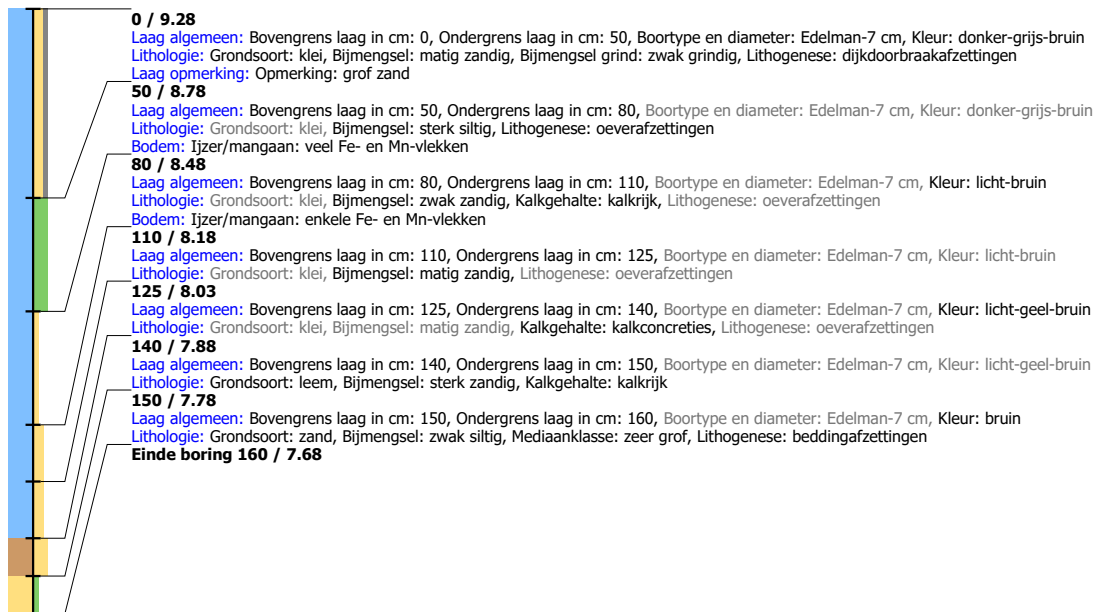 0 / 9.28
Laag algemeen: Bovengrens laag in cm: 0, Ondergrens laag in cm: 50, Boortype en diameter: Edelman-7 cm, Kleur: donker-grijs-bruin
Lithologie: Grondsoort: klei, Bijmengsel: matig zandig, Bijmengsel grind: zwak grindig, Lithogenese: dijkdoorbraakafzettingen
Laag opmerking: Opmerking: grof zand
50 / 8.78
Laag algemeen: Bovengrens laag in cm: 50, Ondergrens laag in cm: 80, Boortype en diameter: Edelman-7 cm, Kleur: donker-grijs-bruin
Lithologie: Grondsoort: klei, Bijmengsel: sterk siltig, Lithogenese: oeverafzettingen
Bodem: Ijzer/mangaan: veel Fe- en Mn-vlekken
80 / 8.48
Laag algemeen: Bovengrens laag in cm: 80, Ondergrens laag in cm: 110, Boortype en diameter: Edelman-7 cm, Kleur: licht-bruin
Lithologie: Grondsoort: klei, Bijmengsel: zwak zandig, Kalkgehalte: kalkrijk, Lithogenese: oeverafzettingen
Bodem: Ijzer/mangaan: enkele Fe- en Mn-vlekken
110 / 8.18
Laag algemeen: Bovengrens laag in cm: 110, Ondergrens laag in cm: 125, Boortype en diameter: Edelman-7 cm, Kleur: licht-bruin
Lithologie: Grondsoort: klei, Bijmengsel: matig zandig, Lithogenese: oeverafzettingen
125 / 8.03
Laag algemeen: Bovengrens laag in cm: 125, Ondergrens laag in cm: 140, Boortype en diameter: Edelman-7 cm, Kleur: licht-geel-bruin
Lithologie: Grondsoort: klei, Bijmengsel: matig zandig, Kalkgehalte: kalkconcreties, Lithogenese: oeverafzettingen
140 / 7.88
Laag algemeen: Bovengrens laag in cm: 140, Ondergrens laag in cm: 150, Boortype en diameter: Edelman-7 cm, Kleur: licht-geel-bruin
Lithologie: Grondsoort: leem, Bijmengsel: sterk zandig, Kalkgehalte: kalkrijk
150 / 7.78
Laag algemeen: Bovengrens laag in cm: 150, Ondergrens laag in cm: 160, Boortype en diameter: Edelman-7 cm, Kleur: bruin
Lithologie: Grondsoort: zand, Bijmengsel: zwak siltig, Mediaanklasse: zeer grof, Lithogenese: beddingafzettingen
Einde boring 160 / 7.68